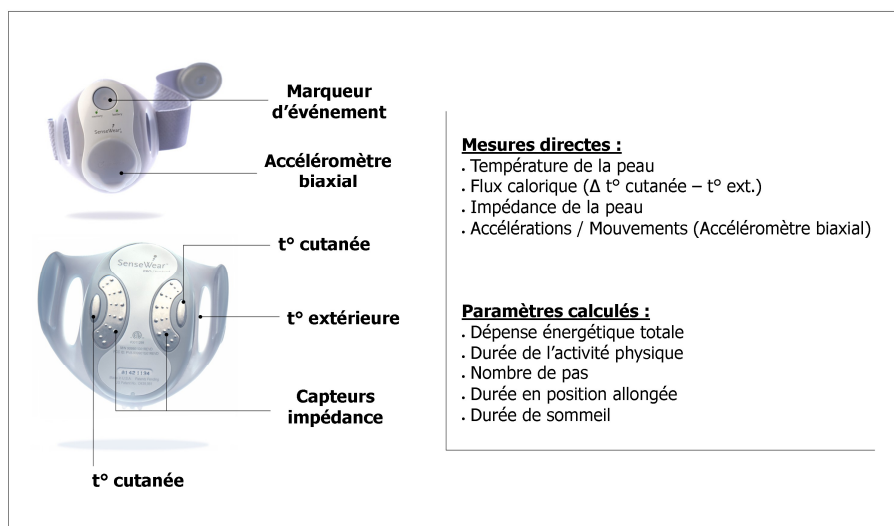 Marqueur
d'événement
SenseWear
Accéléromètre
biaxial
t° cutanée
SenseWear
t° extérieure
Capteurs
impédance
t° cutanée
Mesures directes :
. Température de la peau
. Flux calorique (Δ t° cutanée – t° ext.)
. Impédance de la peau
. Accélérations / Mouvements (Accéléromètre biaxial)
Paramètres calculés :
. Dépense énergétique totale
. Durée de l'activité physique
. Nombre de pas
. Durée en position allongée
. Durée de sommeil